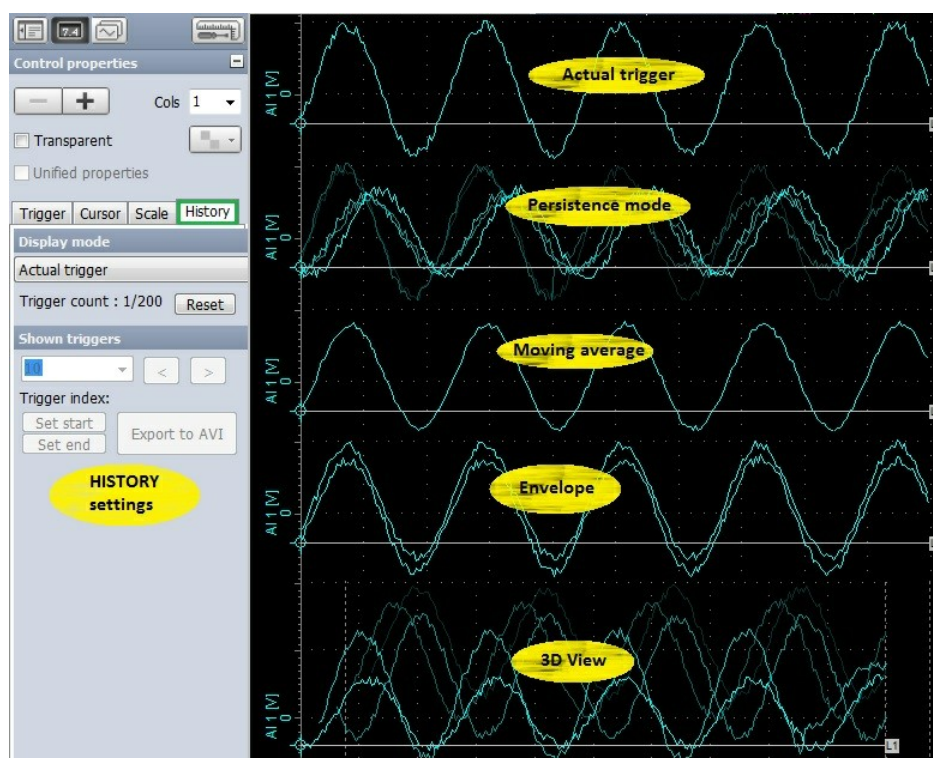 7.4
Control properties
Cols 1
Transparent
Unified properties
Trigger Cursor Scale History
Display mode
Actual trigger
Trigger count : 1/200 Reset
Shown triggers
10 < >
Trigger index:
Set start
Set end
Export to AVI
HISTORY
settings
AI 1 [V]
0
Actual trigger
AI 1 [V]
0
Persistence mode
AI 1 [V]
0
Moving average
AI 1 [V]
0
Envelope
AI 1 [V]
0
3D View
L1